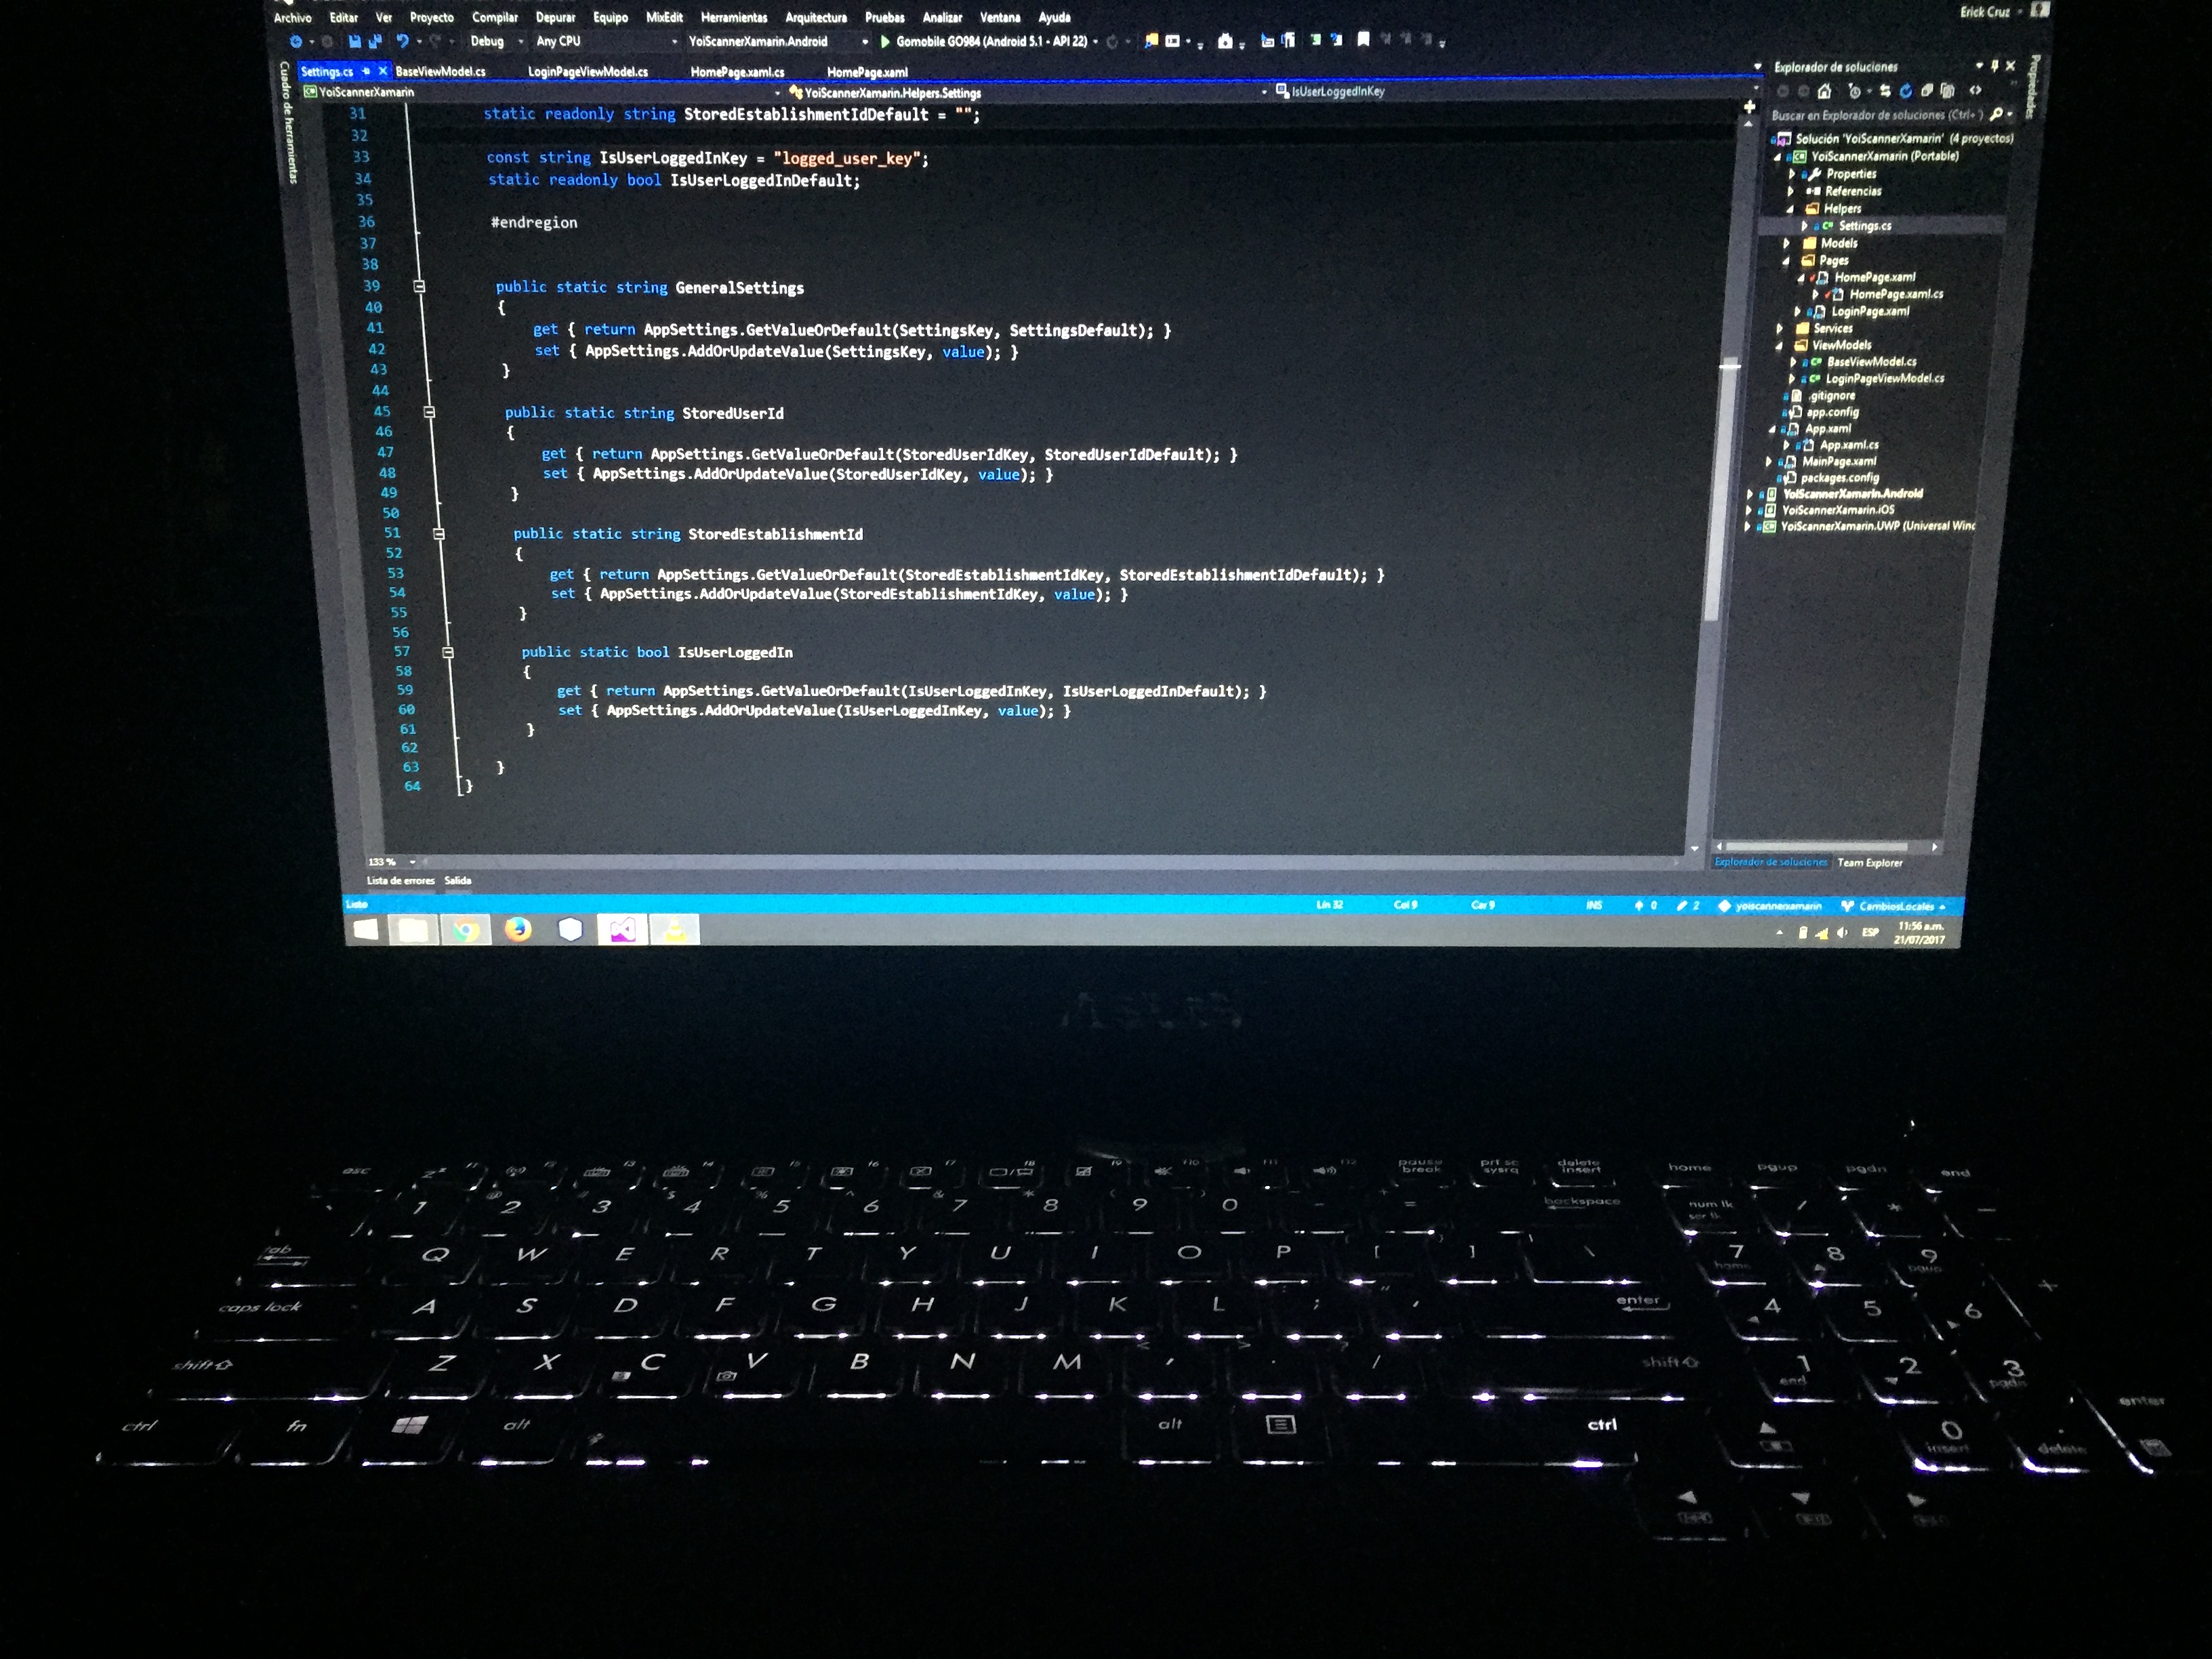 Archivo Editar Ver Proyecto Compilar Depurar Equipo MixEdit Herramientas Arquitectura Pruebas Analizar Ventana Ayuda Erick Cruz
Debug Any CPU YoiScannerXamarin.Android Gomobile GO984 (Android 5.1 - API 22)
Settings.cs BaseViewModel.cs LoginPageViewModel.cs HomePage.xaml.cs HomePage.xaml
YoiScannerXamarin YoiScannerXamarin.Helpers.Settings IsUserLoggedInKey
Cuadro de herramientas
31 static readonly string StoredEstablishmentIdDefault = "";
32
33 const string IsUserLoggedInKey = "logged_user_key";
34 static readonly bool IsUserLoggedInDefault;
35
36 #endregion
37
38
39 public static string GeneralSettings
40 {
41 get { return AppSettings.GetValueOrDefault(SettingsKey, SettingsDefault); }
42 set { AppSettings.AddOrUpdateValue(SettingsKey, value); }
43 }
44
45 public static string StoredUserId
46 {
47 get { return AppSettings.GetValueOrDefault(StoredUserIdKey, StoredUserIdDefault); }
48 set { AppSettings.AddOrUpdateValue(StoredUserIdKey, value); }
49 }
50
51 public static string StoredEstablishmentId
52 {
53 get { return AppSettings.GetValueOrDefault(StoredEstablishmentIdKey, StoredEstablishmentIdDefault); }
54 set { AppSettings.AddOrUpdateValue(StoredEstablishmentIdKey, value); }
55 }
56
57 public static bool IsUserLoggedIn
58 {
59 get { return AppSettings.GetValueOrDefault(IsUserLoggedInKey, IsUserLoggedInDefault); }
60 set { AppSettings.AddOrUpdateValue(IsUserLoggedInKey, value); }
61 }
62
63 }
64 }
133 %
Lista de errores Salida
Explorador de soluciones
Propiedades
Buscar en Explorador de soluciones (Ctrl+ )
Solución 'YoiScannerXamarin' (4 proyectos)
YoiScannerXamarin (Portable)
Properties
Referencias
Helpers
Settings.cs
Models
Pages
HomePage.xaml
HomePage.xaml.cs
LoginPage.xaml
Services
ViewModels
BaseViewModel.cs
LoginPageViewModel.cs
.gitignore
app.config
App.xaml
App.xaml.cs
MainPage.xaml
packages.config
YoiScannerXamarin.Android
YoiScannerXamarin.iOS
YoiScannerXamarin.UWP (Universal Winc
Explorador de soluciones Team Explorer
Listo Lín 32 Col 9 Car 9 INS 0 2 yoiscannerxamarin CambiosLocales
ESP 11:56 a.m.
21/07/2017
esc f1 f2 f3 f4 f5 f6 f7 f8 f9 f10 f11 f12 pause break prt sc sysrq delete insert home pgup pgdn end
1 2 3 4 5 6 7 8 9 0 - = backspace num lk scr lk / * -
tab Q W E R T Y U I O P [ ] \ 7 home 8 9 pgup +
caps lock A S D F G H J K L ; ' enter 4 5 6
shift Z X C V B N M , . / shift 1 end 2 3 pgdn enter
ctrl fn alt alt ctrl 0 insert . delete